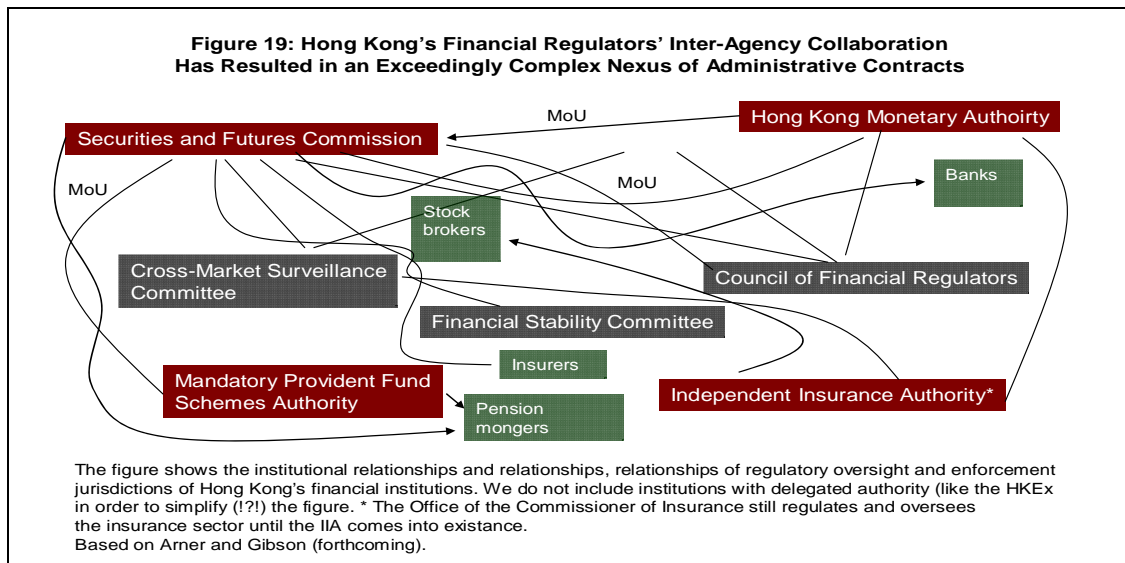 Figure 19: Hong Kong's Financial Regulators' Inter-Agency Collaboration
Has Resulted in an Exceedingly Complex Nexus of Administrative Contracts
MoU
Hong Kong Monetary Authoirty
Securities and Futures Commission
MoU
MoU
Banks
Stock
brokers
Cross-Market Surveillance
Committee
Council of Financial Regulators
Financial Stability Committee
Insurers
Mandatory Provident Fund
Schemes Authority
Independent Insurance Authority*
Pension
mongers
The figure shows the institutional relationships and relationships, relationships of regulatory oversight and enforcement
jurisdictions of Hong Kong's financial institutions. We do not include institutions with delegated authority (like the HKEx
in order to simplify (!?!) the figure. * The Office of the Commissioner of Insurance still regulates and oversees
the insurance sector until the IIA comes into existance.
Based on Arner and Gibson (forthcoming).